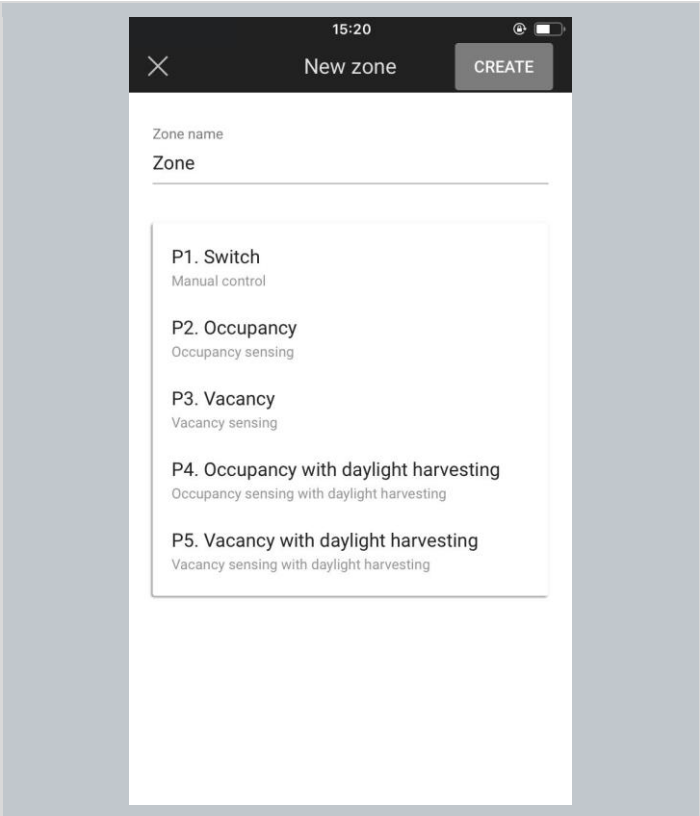 15:20
New zone
CREATE
Zone name
Zone
P1. Switch
Manual control
P2. Occupancy
Occupancy sensing
P3. Vacancy
Vacancy sensing
P4. Occupancy with daylight harvesting
Occupancy sensing with daylight harvesting
P5. Vacancy with daylight harvesting
Vacancy sensing with daylight harvesting